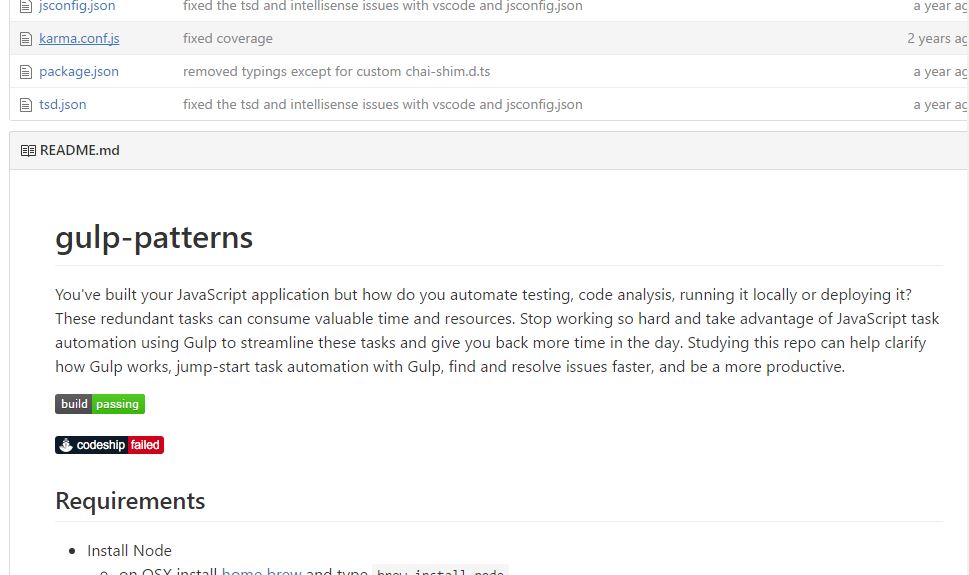 jsconfig.json fixed the tsd and intellisense issues with vscode and jsconfig.json a year ag
karma.conf.js fixed coverage 2 years ag
package.json removed typings except for custom chai-shim.d.ts a year ag
tsd.json fixed the tsd and intellisense issues with vscode and jsconfig.json a year ag
README.md
gulp-patterns
You've built your JavaScript application but how do you automate testing, code analysis, running it locally or deploying it?
These redundant tasks can consume valuable time and resources. Stop working so hard and take advantage of JavaScript task
automation using Gulp to streamline these tasks and give you back more time in the day. Studying this repo can help clarify
how Gulp works, jump-start task automation with Gulp, find and resolve issues faster, and be a more productive.
build passing
codeship failed
Requirements
• Install Node
on OSX install home brew and type brew install node